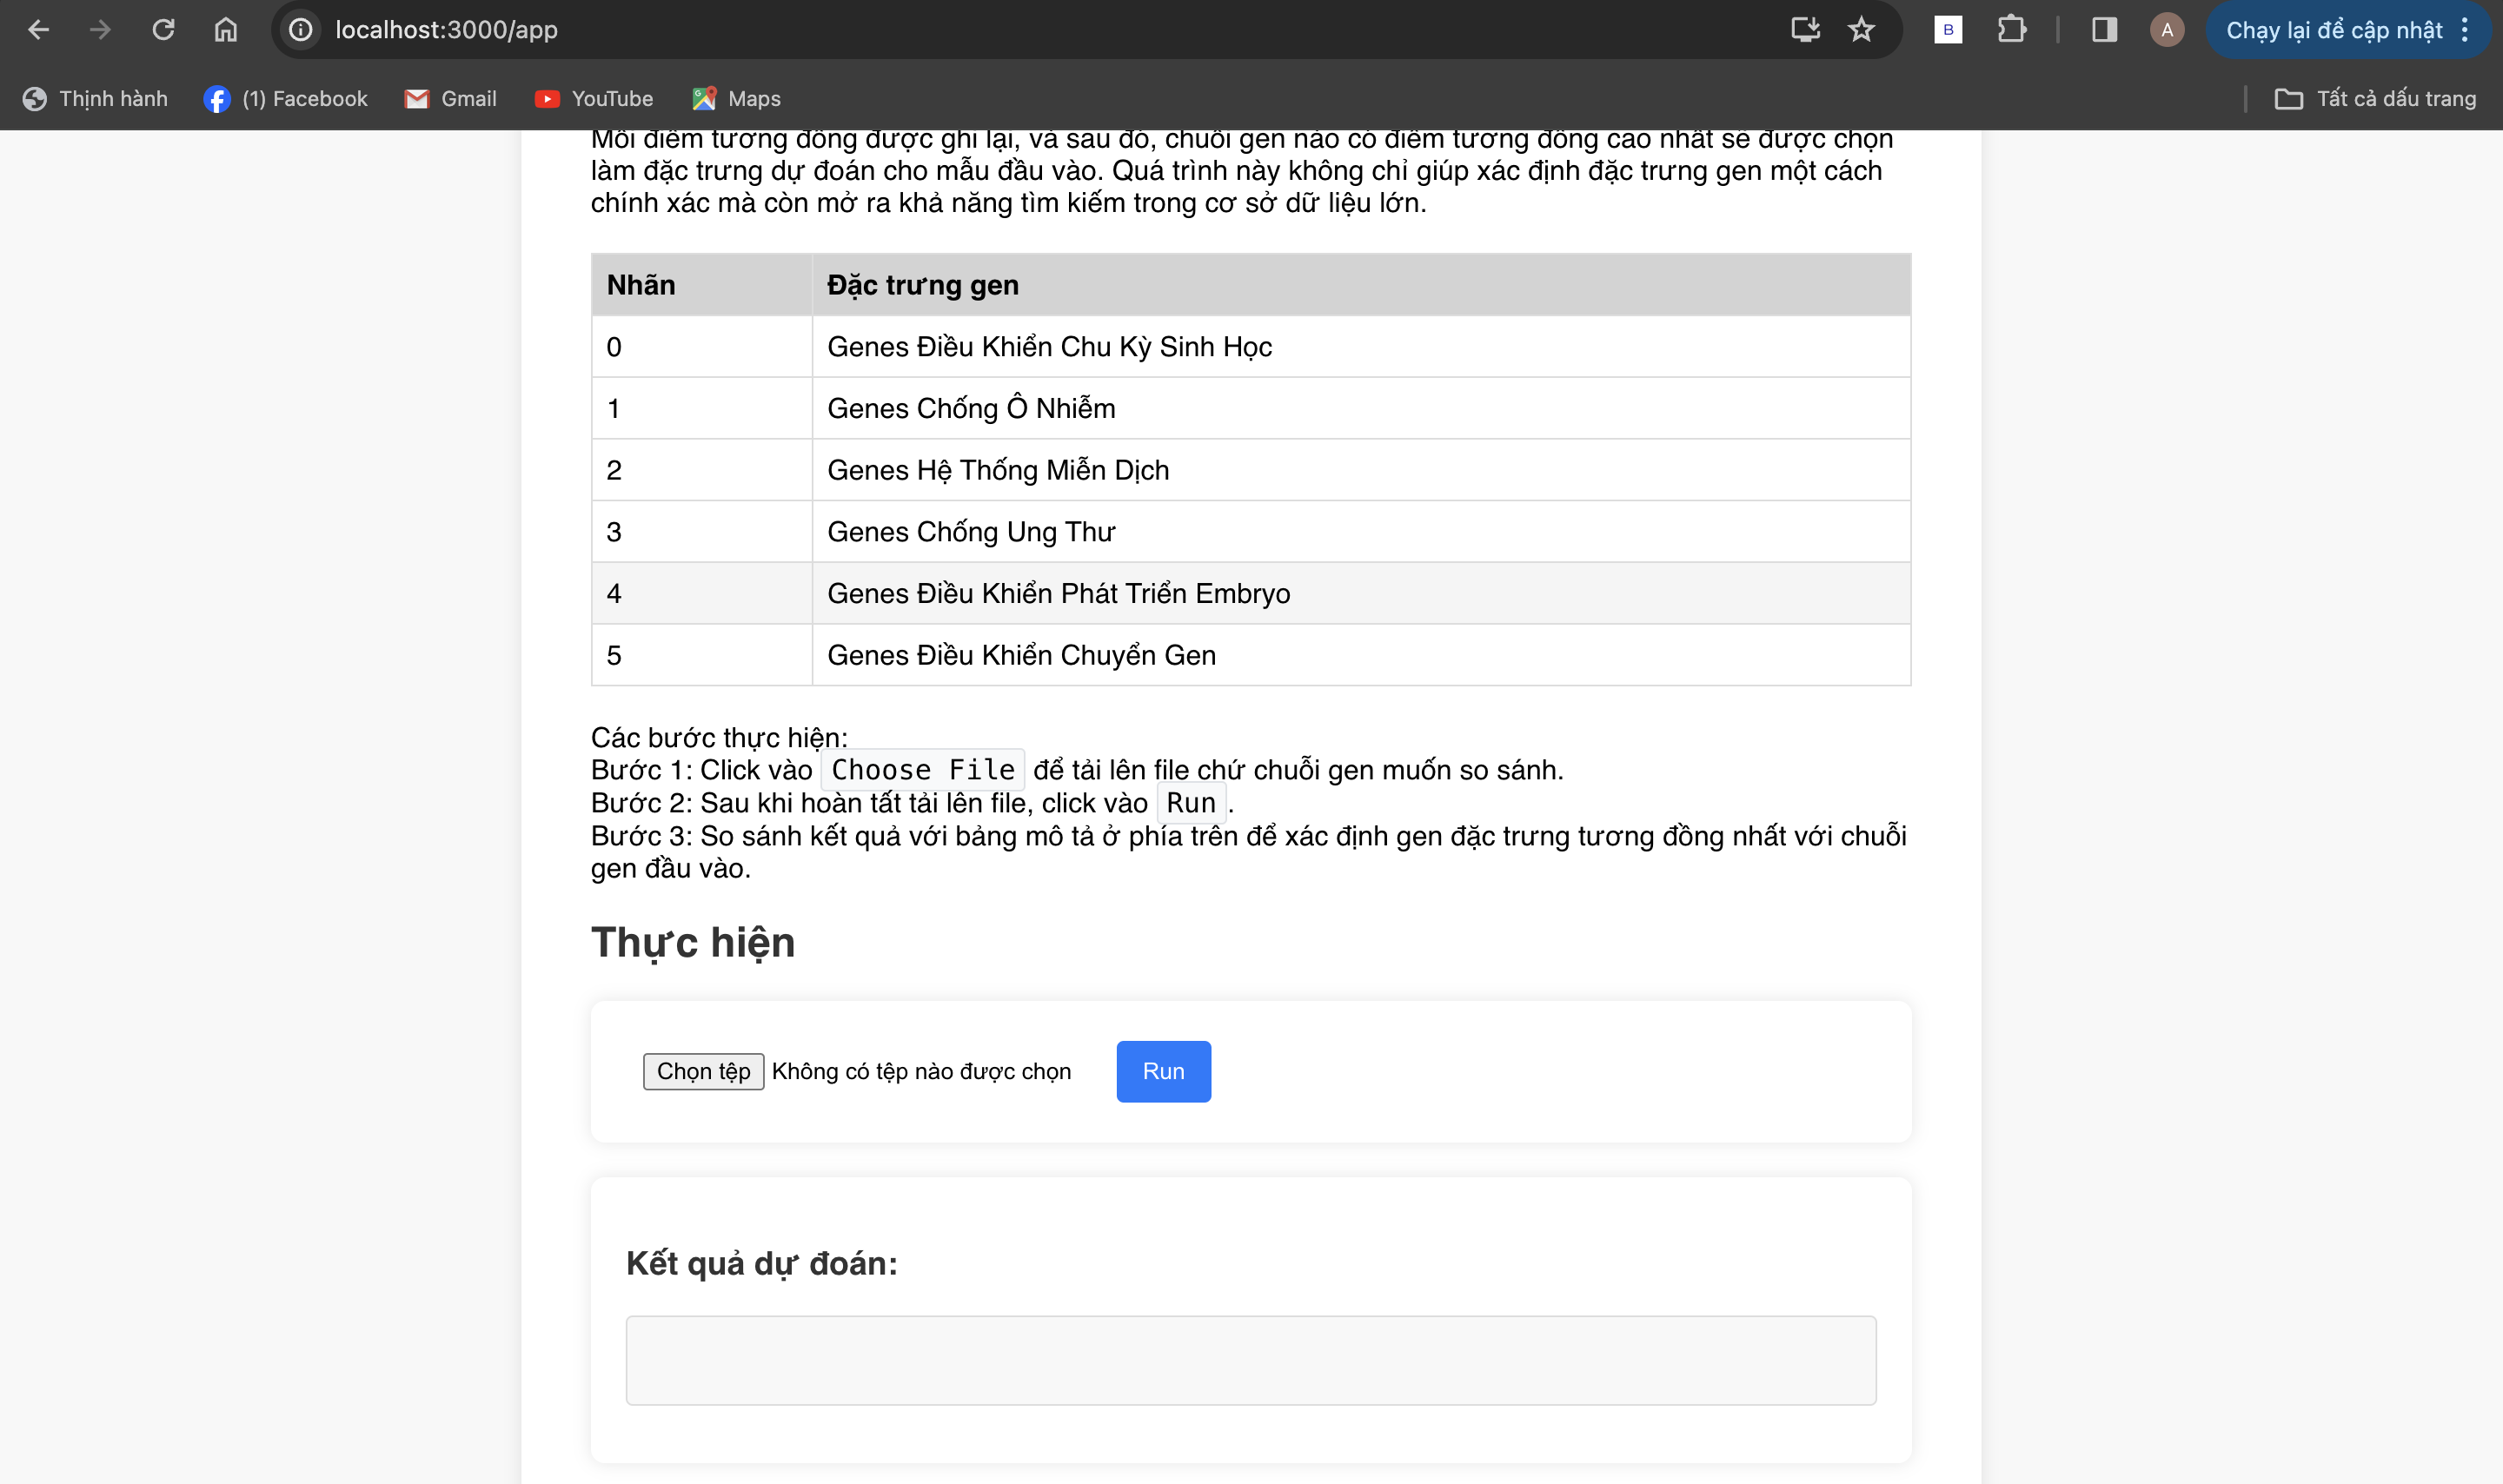 localhost:3000/app
B
A
Chạy lại để cập nhật
Thịnh hành
(1) Facebook
Gmail
YouTube
Maps
Tất cả dấu trang
Mỗi điểm tương đồng được ghi lại, và sau đó, chuỗi gen nào có điểm tương đồng cao nhất sẽ được chọn
làm đặc trưng dự đoán cho mẫu đầu vào. Quá trình này không chỉ giúp xác định đặc trưng gen một cách
chính xác mà còn mở ra khả năng tìm kiếm trong cơ sở dữ liệu lớn.
Nhãn Đặc trưng gen
0 Genes Điều Khiển Chu Kỳ Sinh Học
1 Genes Chống Ô Nhiễm
2 Genes Hệ Thống Miễn Dịch
3 Genes Chống Ung Thư
4 Genes Điều Khiển Phát Triển Embryo
5 Genes Điều Khiển Chuyển Gen
Các bước thực hiện:
Bước 1: Click vào Choose File để tải lên file chứ chuỗi gen muốn so sánh.
Bước 2: Sau khi hoàn tất tải lên file, click vào Run .
Bước 3: So sánh kết quả với bảng mô tả ở phía trên để xác định gen đặc trưng tương đồng nhất với chuỗi
gen đầu vào.
Thực hiện
Chọn tệp Không có tệp nào được chọn Run
Kết quả dự đoán: